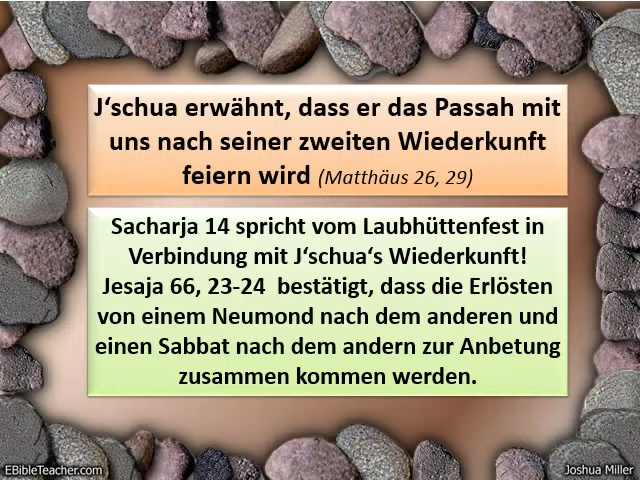 J‘schua erwähnt, dass er das Passah mit
uns nach seiner zweiten Wiederkunft
feiern wird (Matthäus 26, 29)
Sacharja 14 spricht vom Laubhüttenfest in
Verbindung mit J‘schua‘s Wiederkunft!
Jesaja 66, 23-24 bestätigt, dass die Erlösten
von einem Neumond nach dem anderen und
einen Sabbat nach dem andern zur Anbetung
zusammen kommen werden.
EBibleTeacher.com
Joshua Miller